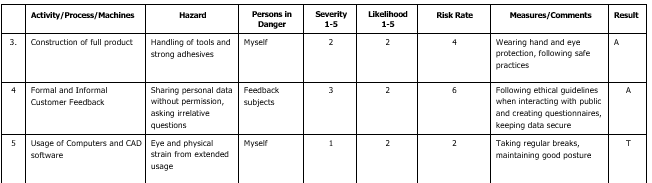 Activity/Process/Machines Hazard Persons in Danger Severity 1-5 Likelihood 1-5 Risk Rate Measures/Comments Result
3. Construction of full product Handling of tools and strong adhesives Myself 2 2 4 Wearing hand and eye protection, following safe practices A
4 Formal and Informal Customer Feedback Sharing personal data without permission, asking irrelative questions Feedback subjects 3 2 6 Following ethical guidelines when interacting with public and creating questionnaires, keeping data secure A
5 Usage of Computers and CAD software Eye and physical strain from extended usage Myself 1 2 2 Taking regular breaks, maintaining good posture T